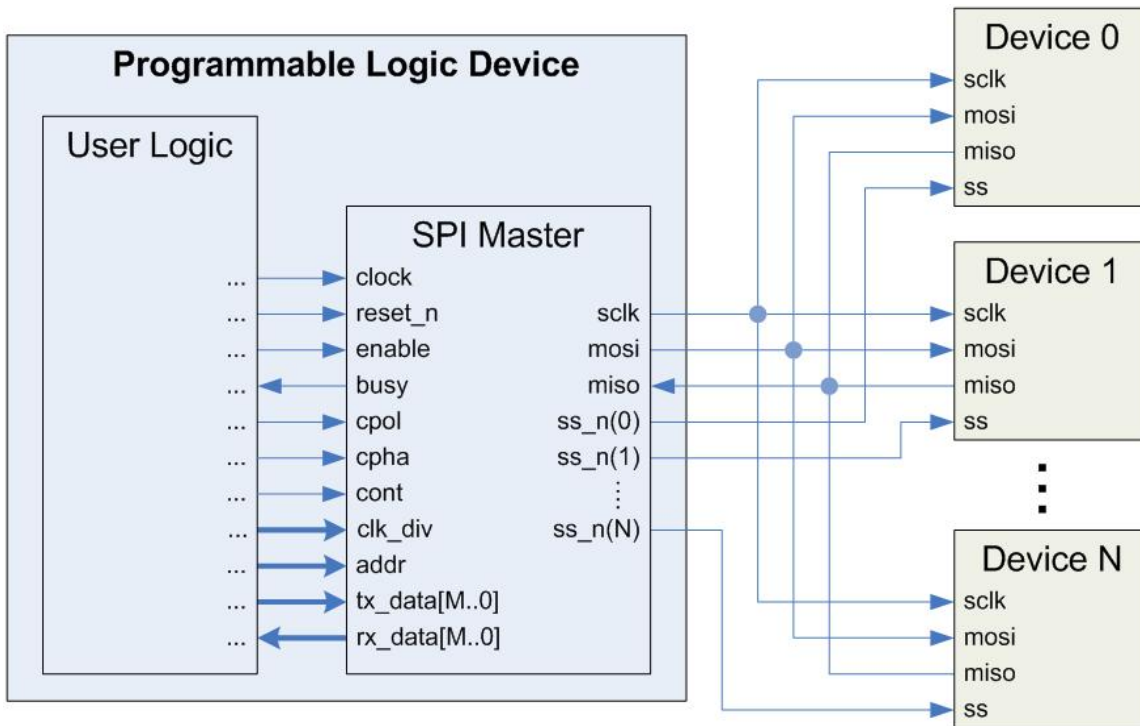 Programmable Logic Device
User Logic
...
...
...
...
...
...
...
...
...
...
...
SPI Master
clock
reset_n
enable
busy
cpol
cpha
cont
clk_div
addr
tx_data[M..0]
rx_data[M..0]
sclk
mosi
miso
ss_n(0)
ss_n(1)
ss_n(N)
Device 0
sclk
mosi
miso
ss
Device 1
sclk
mosi
miso
ss
Device N
sclk
mosi
miso
ss